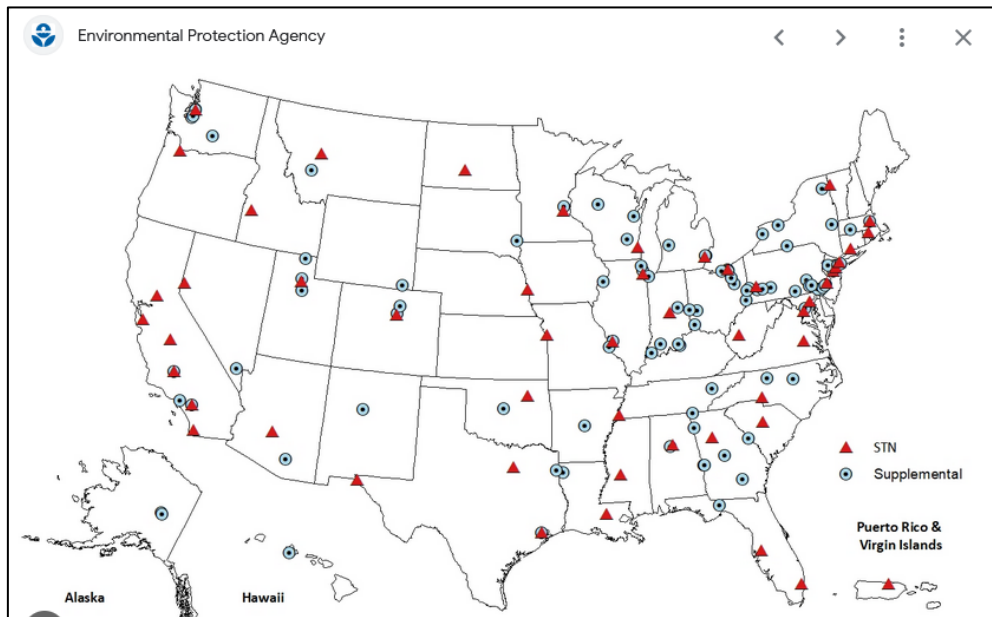 Environmental Protection Agency
STN
Supplemental
Puerto Rico &
Virgin Islands
Alaska
Hawaii